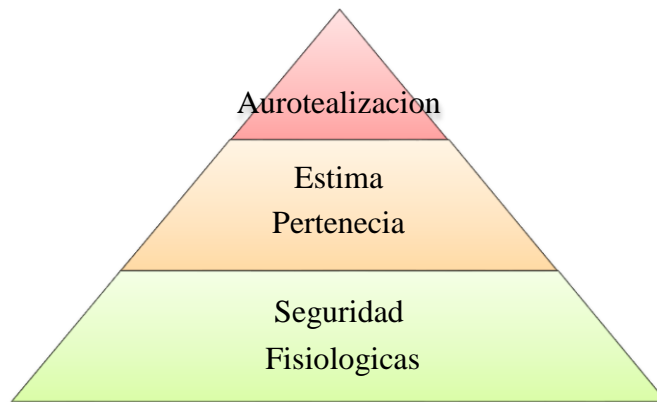 Aurotealizacion
Estima
Pertenecia
Seguridad
Fisiologicas